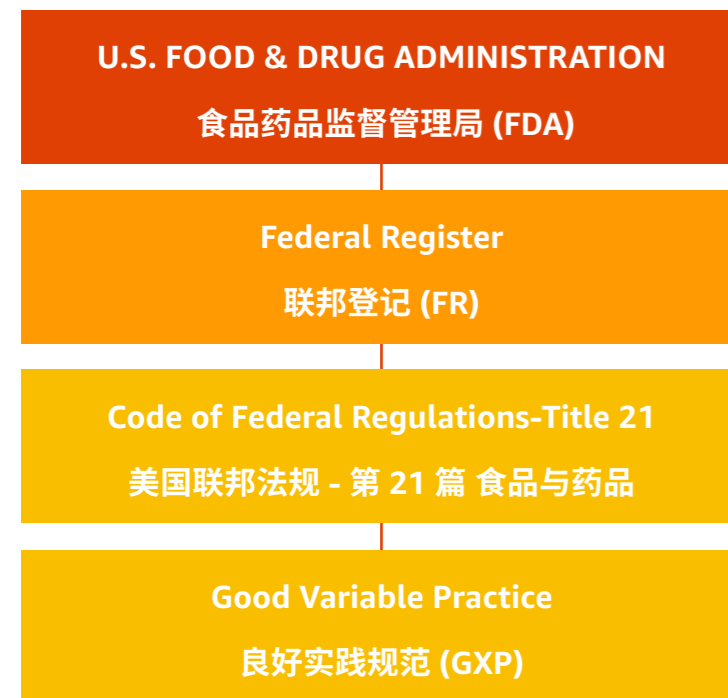 U.S. FOOD & DRUG ADMINISTRATION
食品药品监督管理局 (FDA)
Federal Register
联邦登记 (FR)
Code of Federal Regulations-Title 21
美国联邦法规 - 第 21 篇 食品与药品
Good Variable Practice
良好实践规范 (GXP)